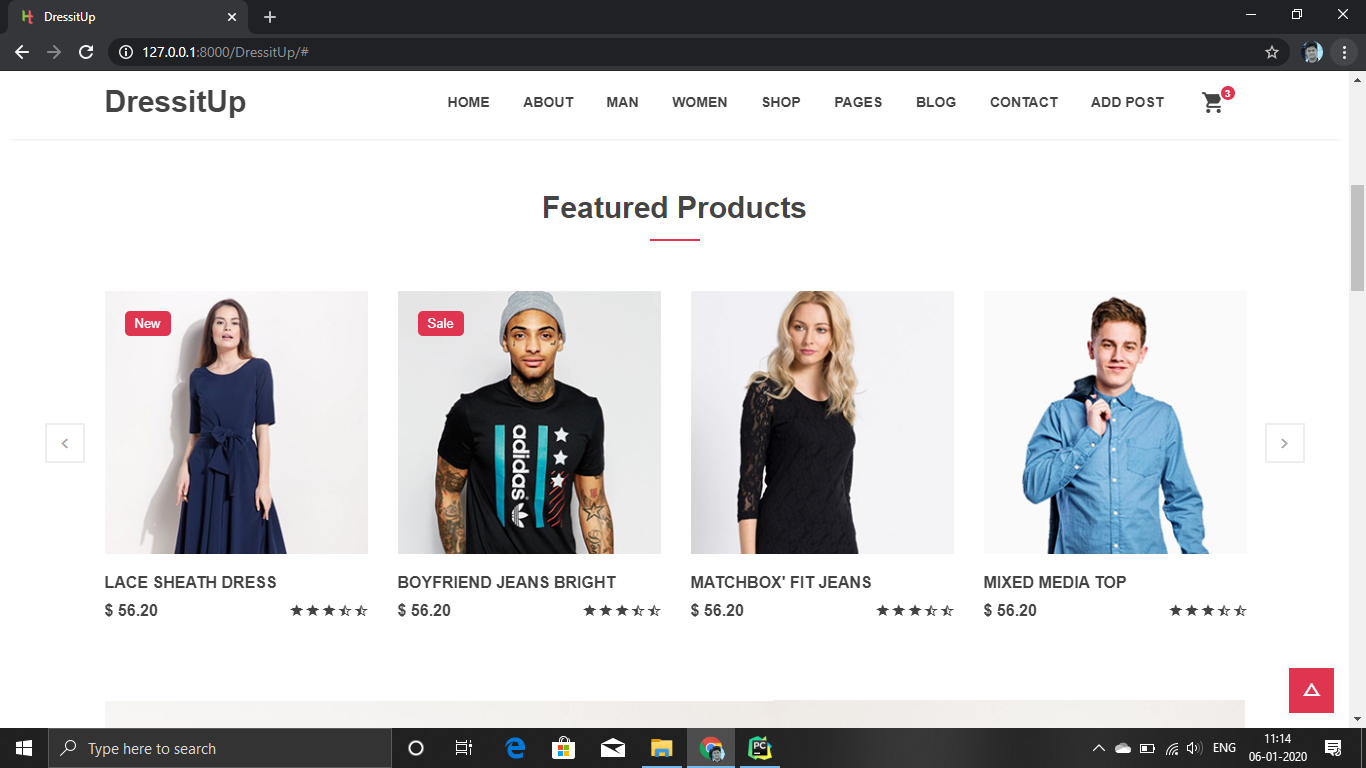 DressitUp
127.0.0.1:8000/DressitUp/#
DressitUp
HOME ABOUT MAN WOMEN SHOP PAGES BLOG CONTACT ADD POST 3
Featured Products
New
Sale
adidas
LACE SHEATH DRESS
$ 56.20
BOYFRIEND JEANS BRIGHT
$ 56.20
MATCHBOX' FIT JEANS
$ 56.20
MIXED MEDIA TOP
$ 56.20
Type here to search
PC
ENG
11:14
06-01-2020